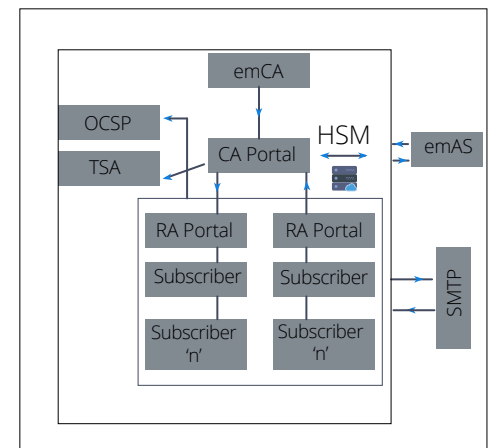 emCA
OCSP
HSM
emAS
CA Portal
TSA
RA Portal
RA Portal
Subscriber
Subscriber
SMTP
Subscriber
'n'
Subscriber
'n'